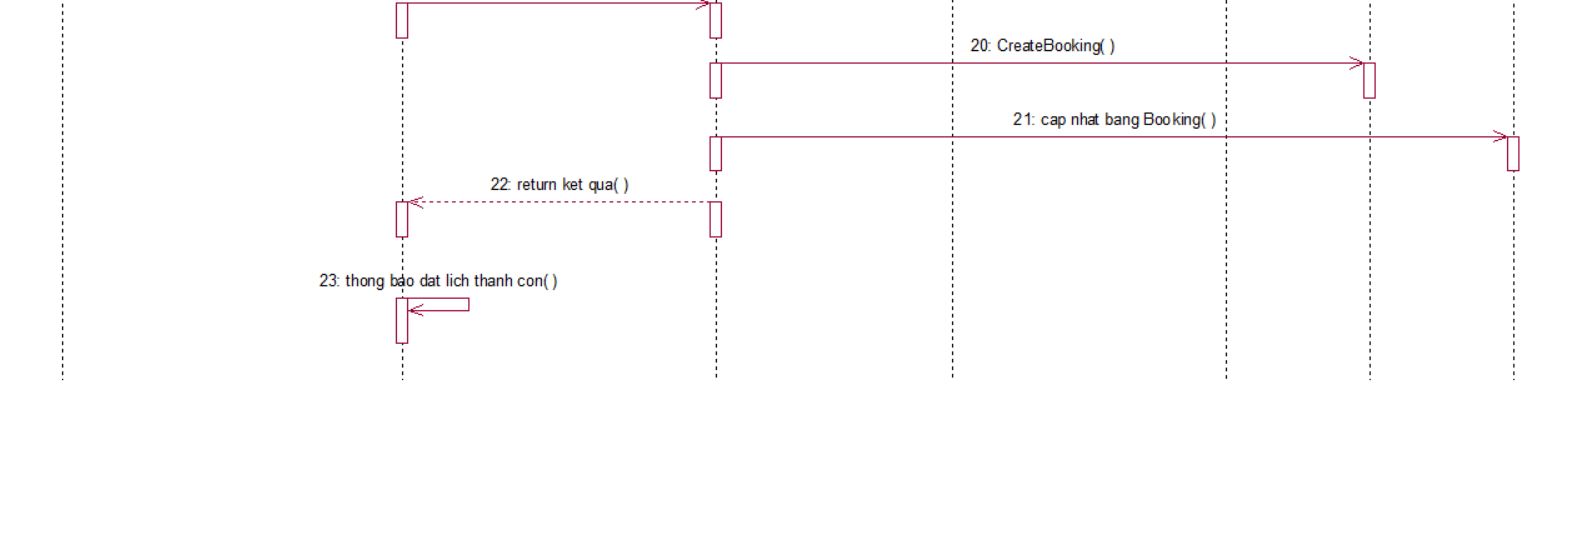 20: CreateBooking( )
21: cap nhat bang Booking( )
22: return ket qua( )
23: thong bao dat lich thanh con( )